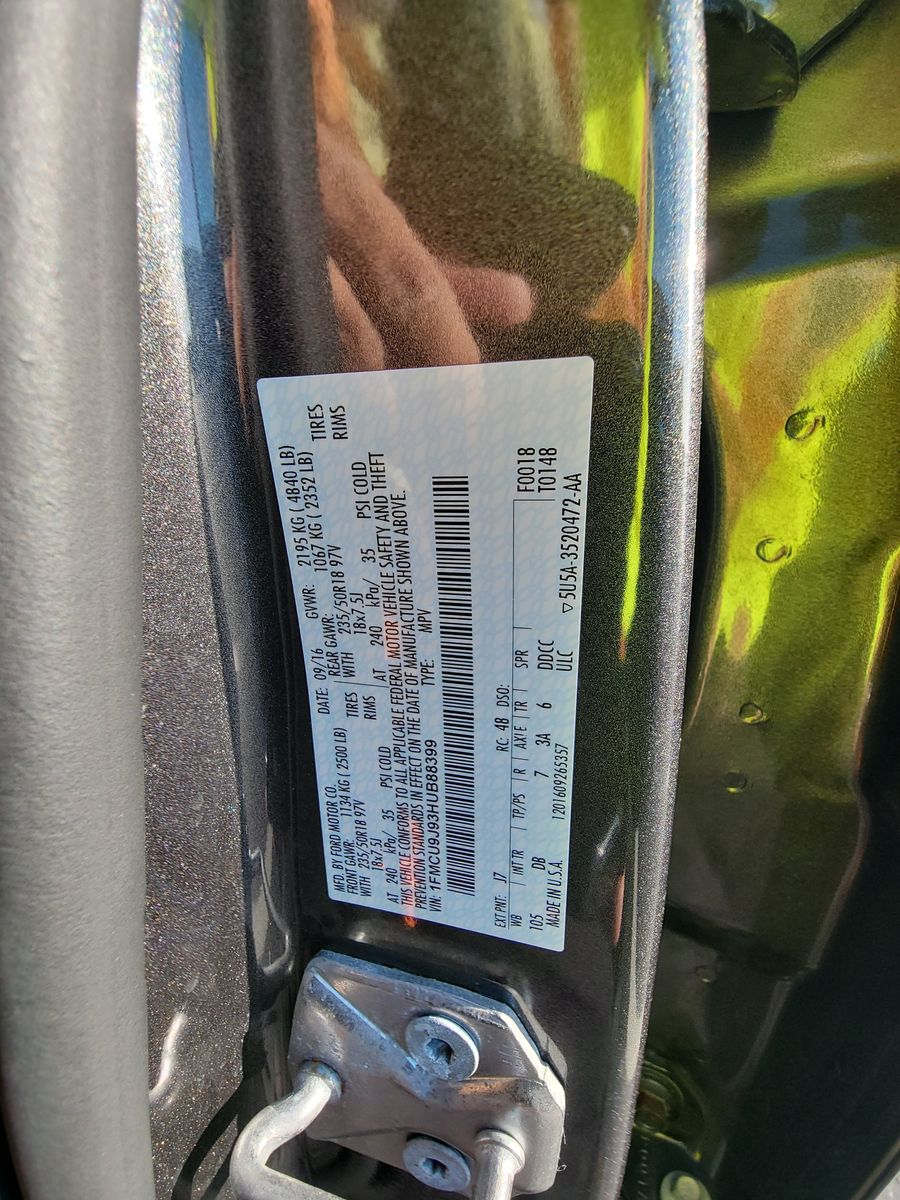 MFD. BY FORD MOTOR CO. DATE: 09/16 GVWR: 2195 KG ( 4840 LB)
FRONT GAWR: 1134 KG ( 2500 LB) REAR GAWR: 1067 KG ( 2352 LB)
WITH 235/50R18 97V TIRES WITH 235/50R18 97V TIRES
18x7.5J RIMS 18x7.5J RIMS
AT 240 kPa/ 35 PSI COLD AT 240 kPa/ 35 PSI COLD
THIS VEHICLE CONFORMS TO ALL APPLICABLE FEDERAL MOTOR VEHICLE SAFETY AND THEFT
PREVENTION STANDARDS IN EFFECT ON THE DATE OF MANUFACTURE SHOWN ABOVE.
VIN: 1FMCU9J93HUB88399 TYPE: MPV
EXT PNT: J7 RC: 48 DSO: F0018
WB INT TR TP/PS R AXLE TR SPR T0148
105 DB 7 3A 6 DDCC
MADE IN U.S.A. 1201609265357 ULC ▽5U5A-3520472-AA